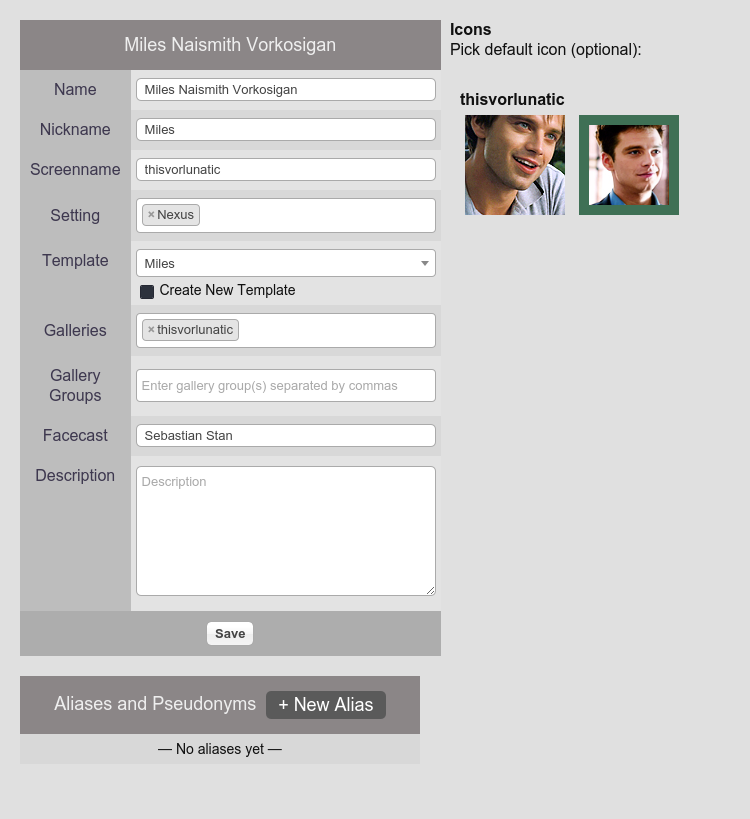 Miles Naismith Vorkosigan
Name
Miles Naismith Vorkosigan
Nickname
Miles
Screenname
thisvorlunatic
Setting
× Nexus
Template
Miles
Create New Template
Galleries
× thisvorlunatic
Gallery
Groups
Enter gallery group(s) separated by commas
Facecast
Sebastian Stan
Description
Description
Save
Aliases and Pseudonyms
+ New Alias
— No aliases yet —
Icons
Pick default icon (optional):
thisvorlunatic